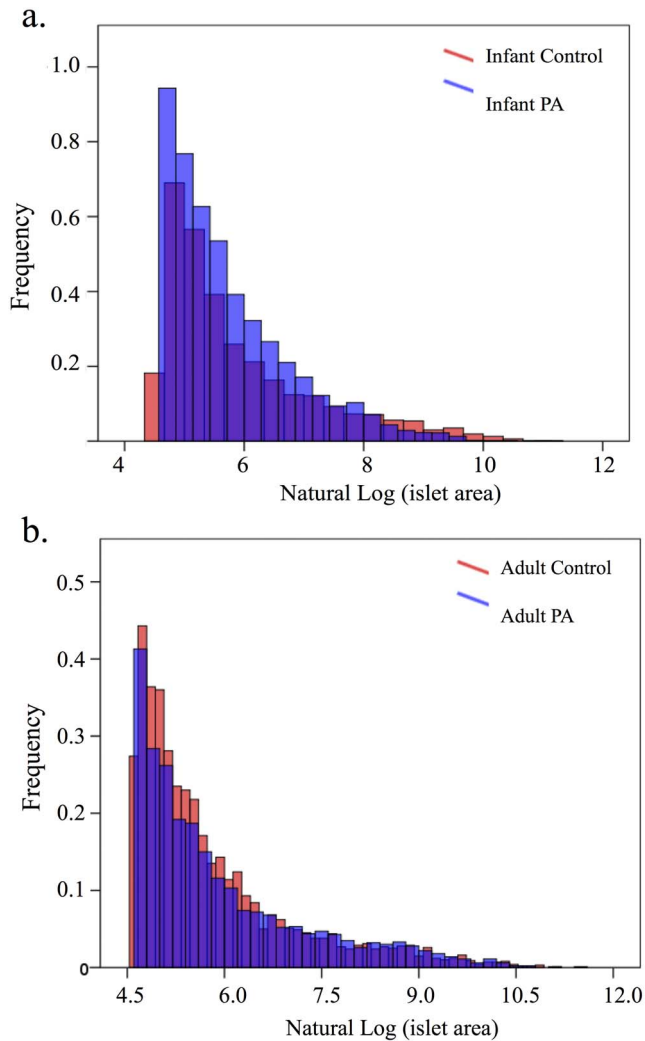 a.
Infant Control
Infant PA
1.0
0.8
0.6
0.4
0.2
Frequency
4 6 8 10 12
Natural Log (islet area)
b.
Adult Control
Adult PA
0.5
0.4
0.3
0.2
0.1
0
Frequency
4.5 6.0 7.5 9.0 10.5 12.0
Natural Log (islet area)